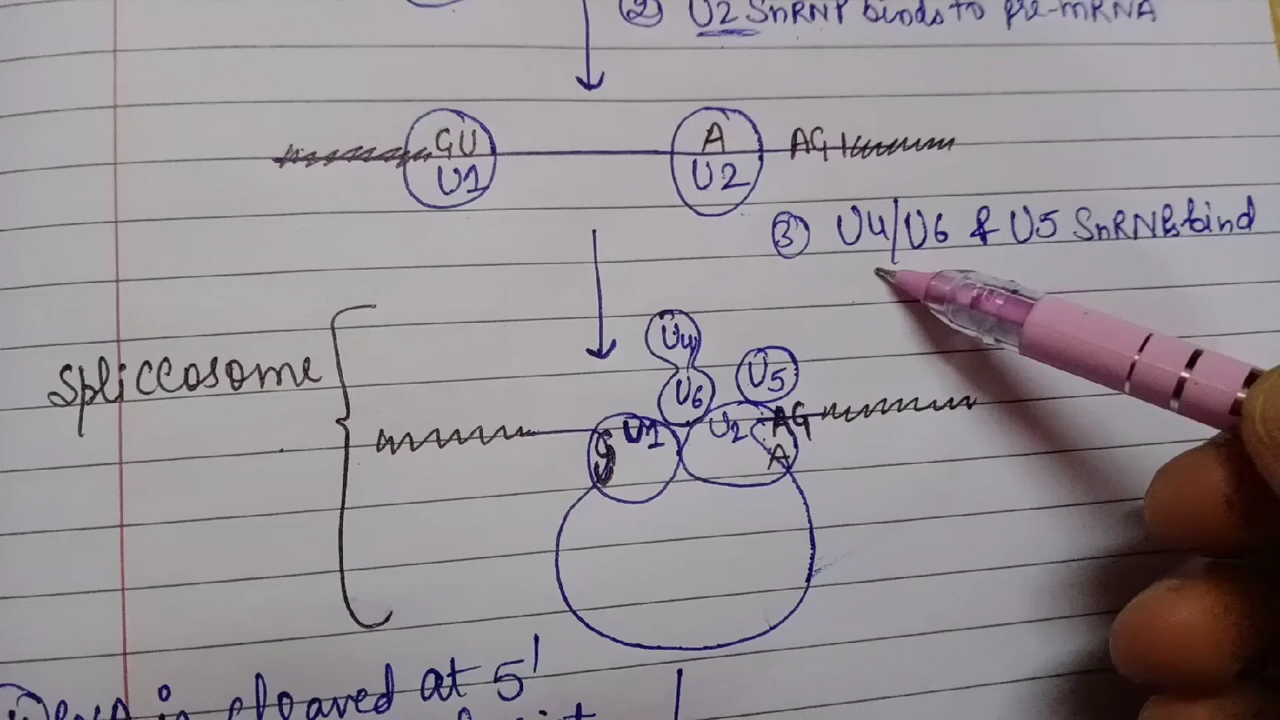 ② U2 SnRNP binds to pre-mRNA
GU A AG
U1 U2
③ U4/U6 & U5 SnRNPs bind
U4
Spliceosome U5
U6
U1 U2 AG
A
RNA is cleaved at 5'